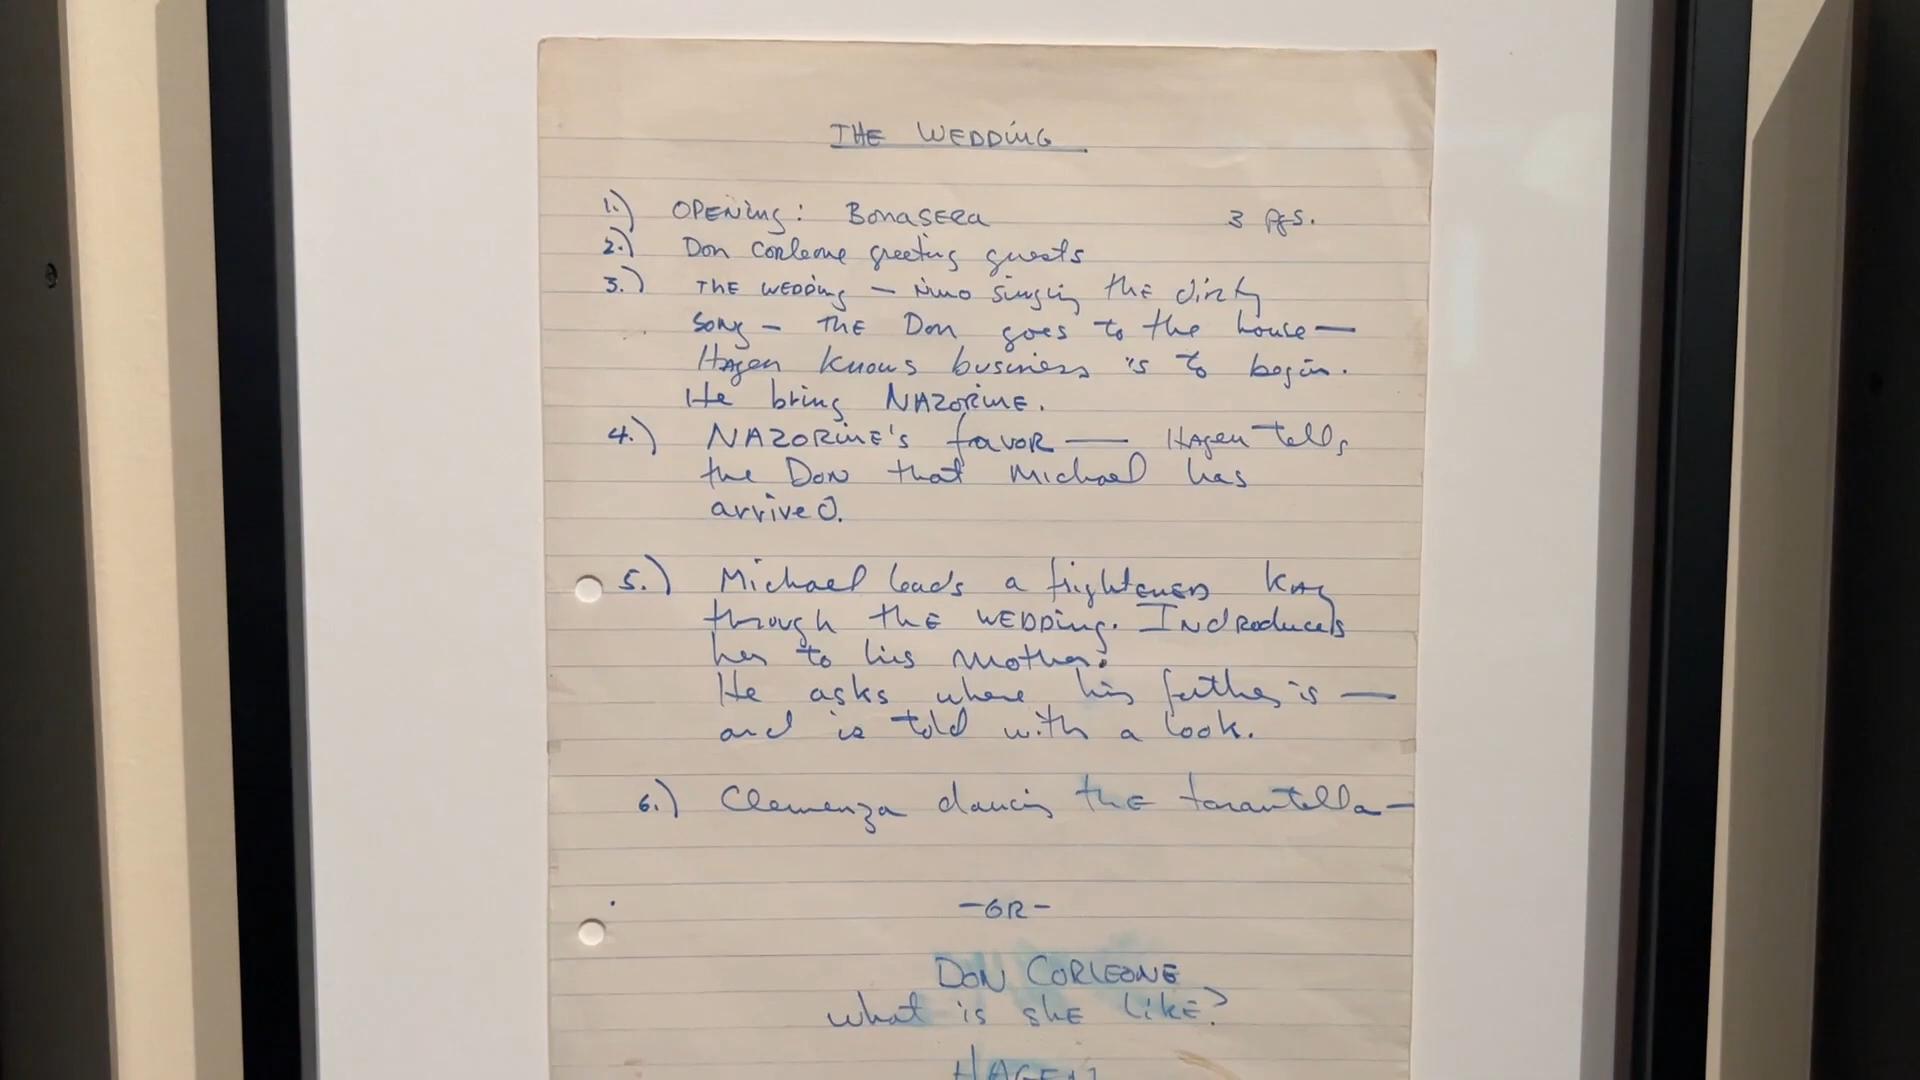 THE WEDDING
1.) OPENING: BONASERA 3 pgs.
2.) Don Corleone greeting guests
3.) THE WEDDING — Nino singing the dirty
song — THE Don goes to the house —
Hagen knows business is to begin.
He bring NAZORINE.
4.) NAZORINE'S favor — Hagen tells
the Don that Michael has
arrived.
5.) Michael leads a frightened Kay
through the WEDDING. Indroduces
her to his mother.
He asks where his father is —
and is told with a look.
6.) Clemenza dancing the tarantella —
-OR-
DON CORLEONE
what is she like?
HAGEN